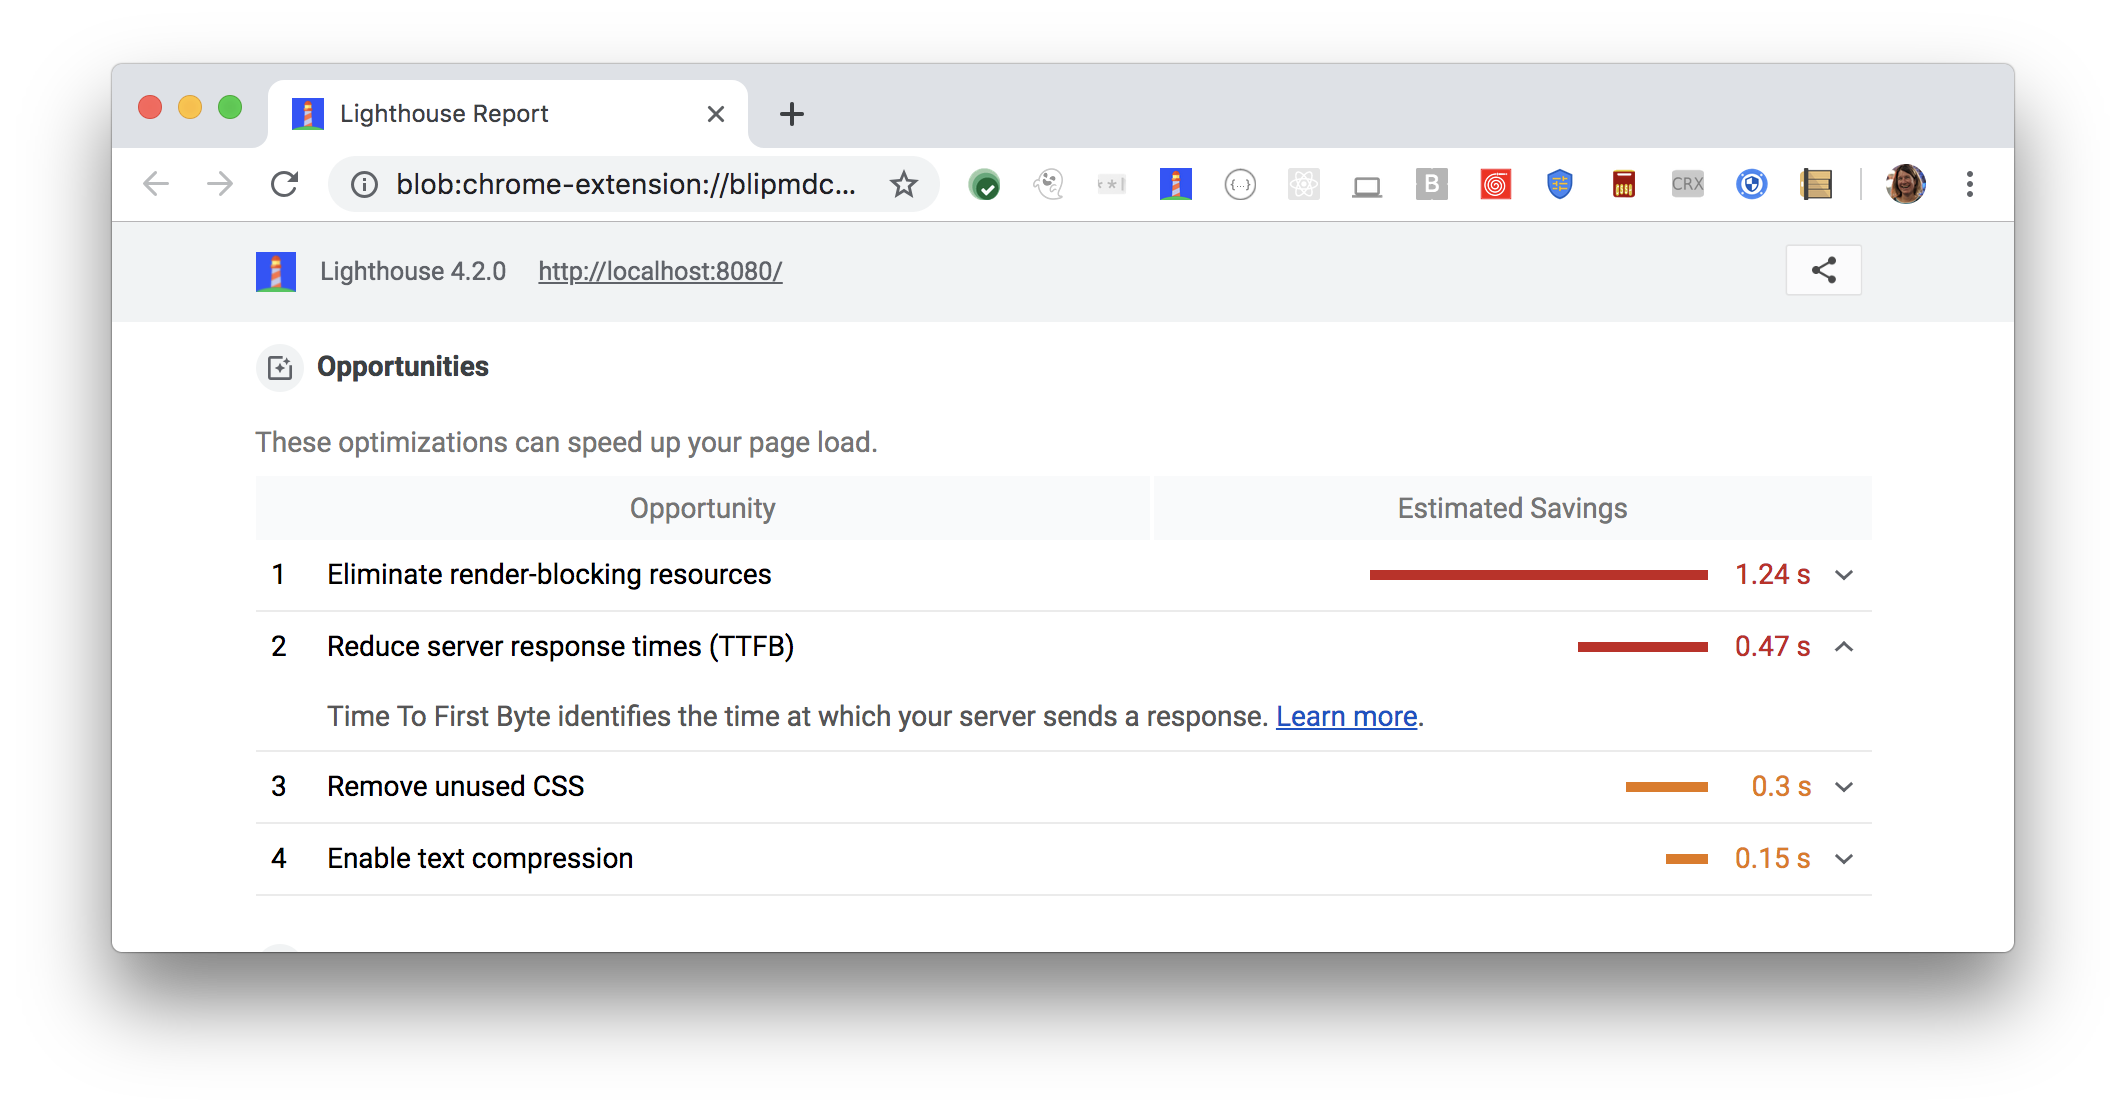 Lighthouse Report
blob:chrome-extension://blipmdc...
{...}
B
CRX
Lighthouse 4.2.0 http://localhost:8080/
Opportunities
These optimizations can speed up your page load.
Opportunity Estimated Savings
1 Eliminate render-blocking resources 1.24 s
2 Reduce server response times (TTFB) 0.47 s
Time To First Byte identifies the time at which your server sends a response. Learn more.
3 Remove unused CSS 0.3 s
4 Enable text compression 0.15 s